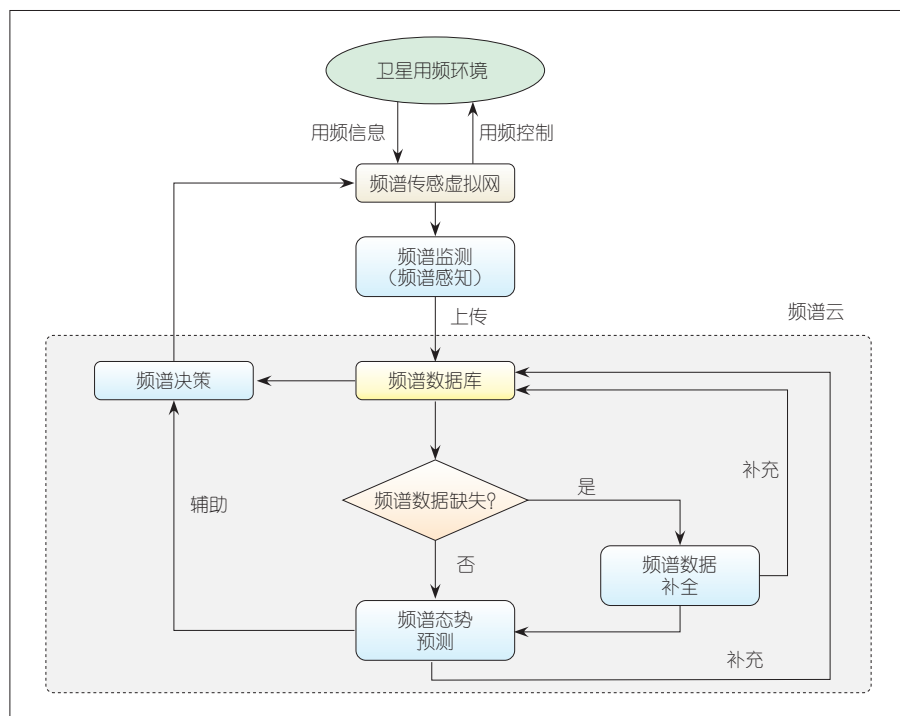 卫星用频环境
用频信息
用频控制
频谱传感虚拟网
频谱监测
（频谱感知）
上传
频谱云
频谱决策
频谱数据库
补充
辅助
频谱数据缺失?
是
否
频谱数据
补全
频谱态势
预测
补充